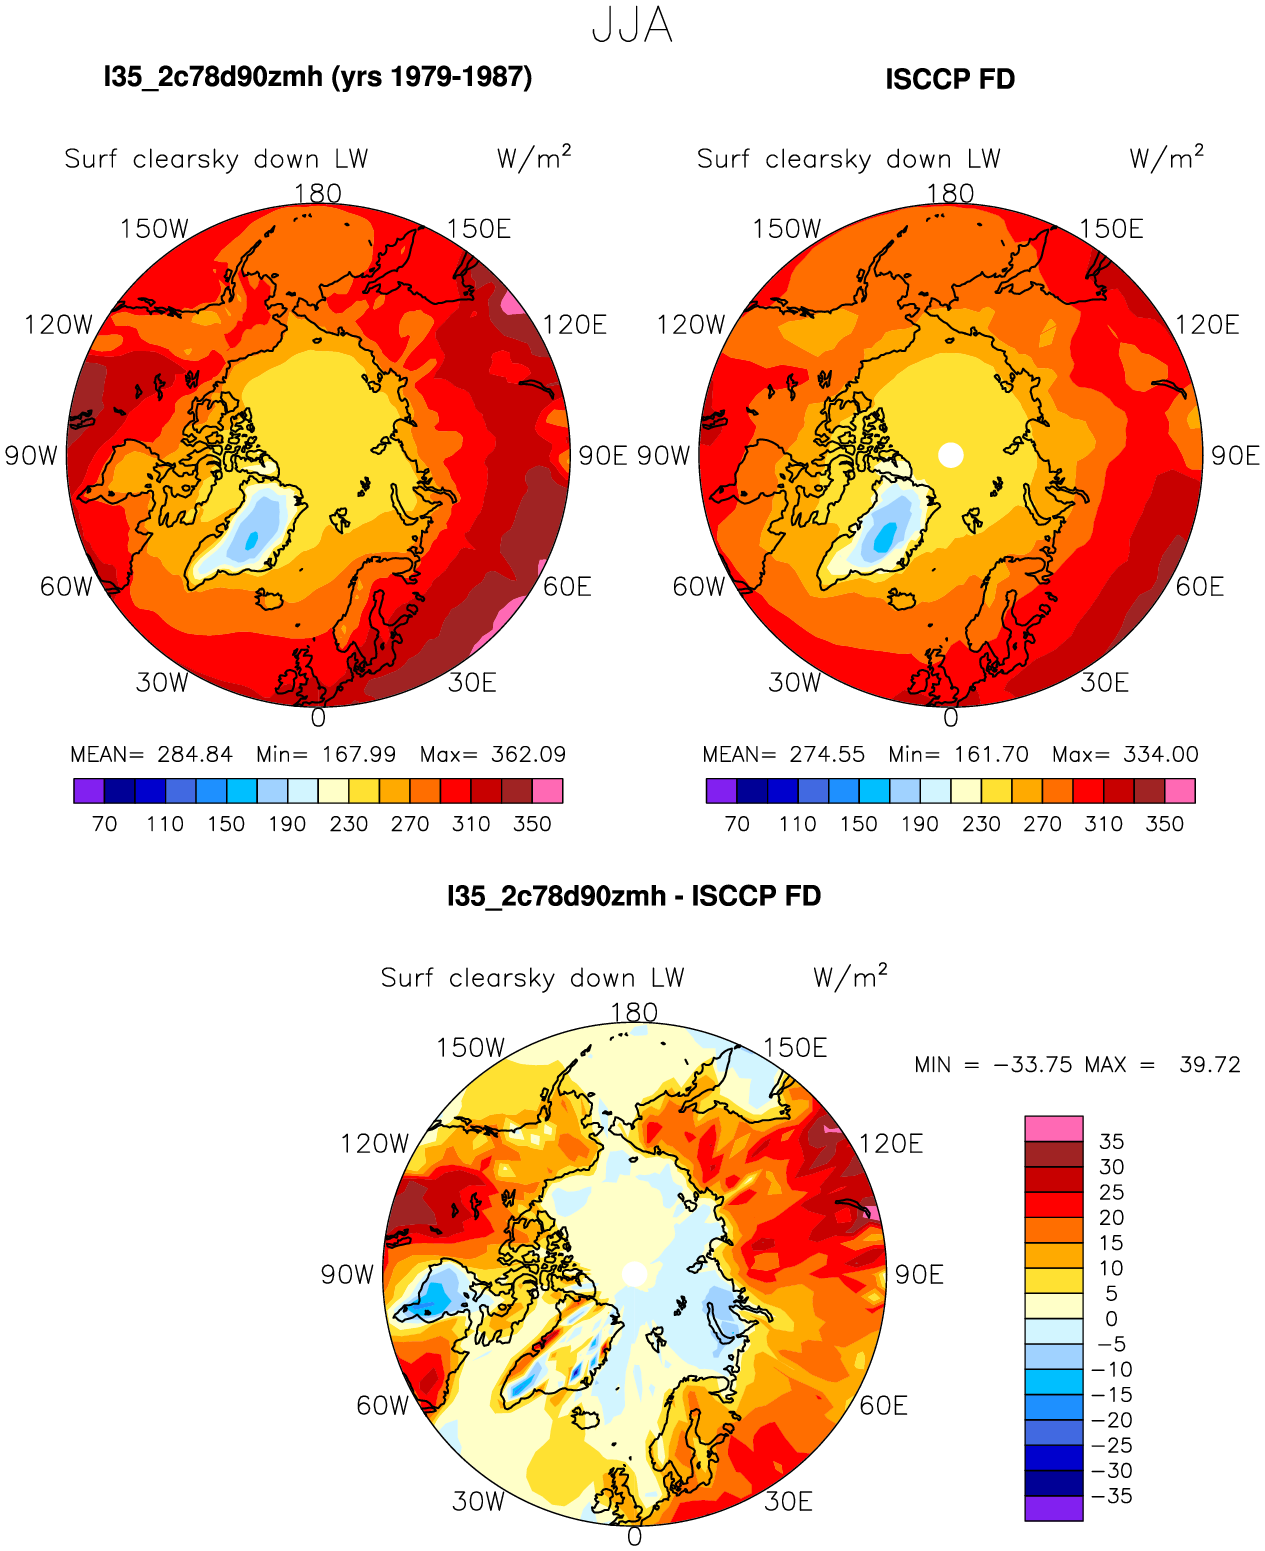 JJA
I35_2c78d90zmh (yrs 1979-1987)
ISCCP FD
Surf clearsky down LW W/m²
Surf clearsky down LW W/m²
180
180
150W 150E
150W 150E
120W 120E
120W 120E
90W 90E
90W 90E
60W 60E
60W 60E
30W 30E
30W 30E
0
0
MEAN= 284.84 Min= 167.99 Max= 362.09
MEAN= 274.55 Min= 161.70 Max= 334.00
70 110 150 190 230 270 310 350
70 110 150 190 230 270 310 350
I35_2c78d90zmh - ISCCP FD
Surf clearsky down LW W/m²
180
150W 150E
MIN = −33.75 MAX = 39.72
120W 120E
90W 90E
60W 60E
30W 30E
0
35
30
25
20
15
10
5
0
−5
−10
−15
−20
−25
−30
−35